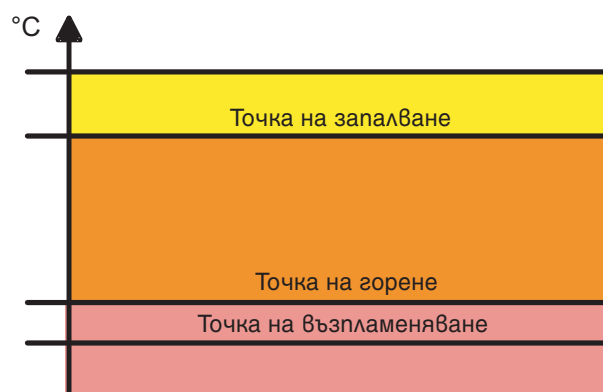 °C
Точка на запалване
Точка на горене
Точка на възпламеняване